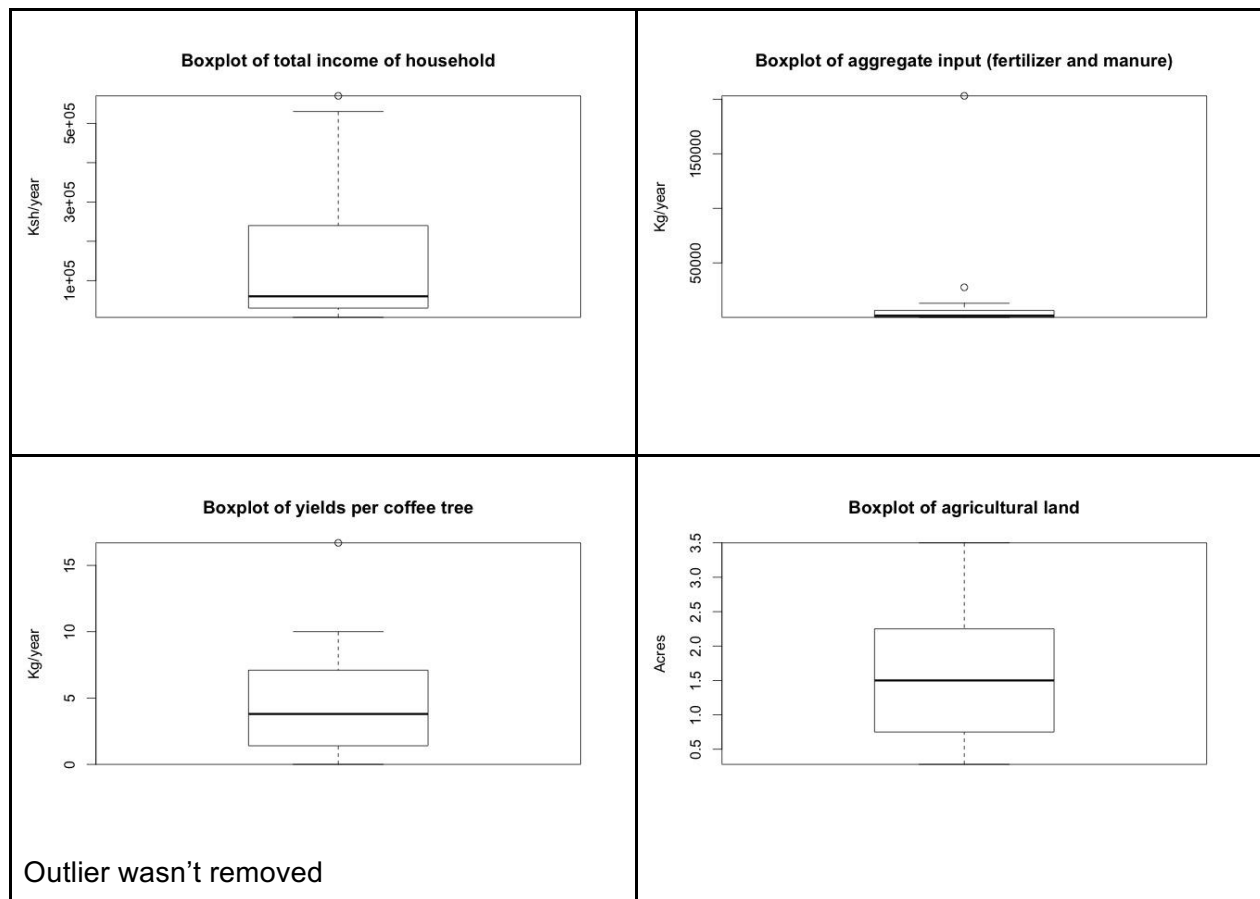 Boxplot of total income of household
Ksh/year
5e+05
3e+05
1e+05
Boxplot of aggregate input (fertilizer and manure)
Kg/year
150000
50000
Boxplot of yields per coffee tree
Kg/year
15
10
5
0
Outlier wasn’t removed
Boxplot of agricultural land
Acres
3.5
3.0
2.5
2.0
1.5
1.0
0.5